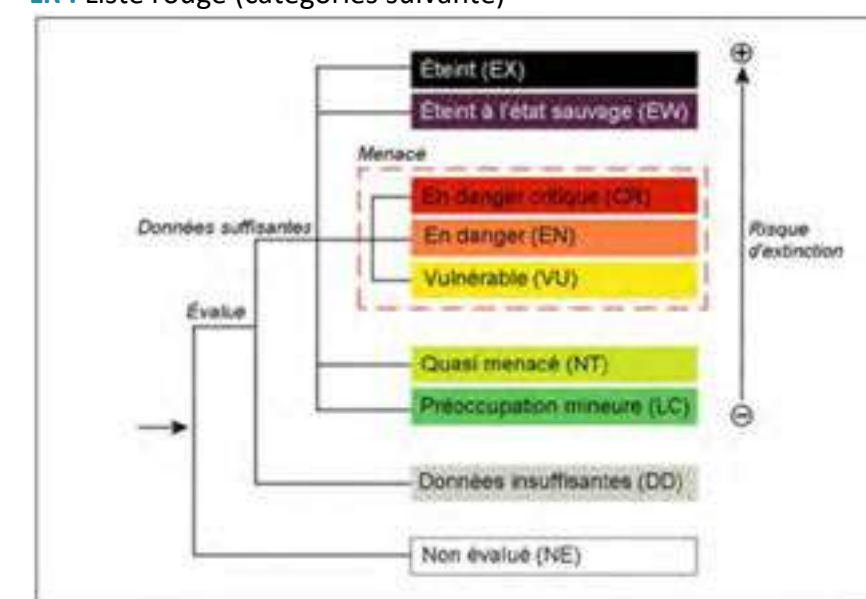 LR : Liste rouge (catégories suivante)
Éteint (EX)
Éteint à l'état sauvage (EW)
Menacé
En danger critique (CR)
Données suffisantes
En danger (EN)
Risque
d'extinction
Vulnérable (VU)
Évalué
Quasi menacé (NT)
Préoccupation mineure (LC)
Données insuffisantes (DD)
Non évalué (NE)